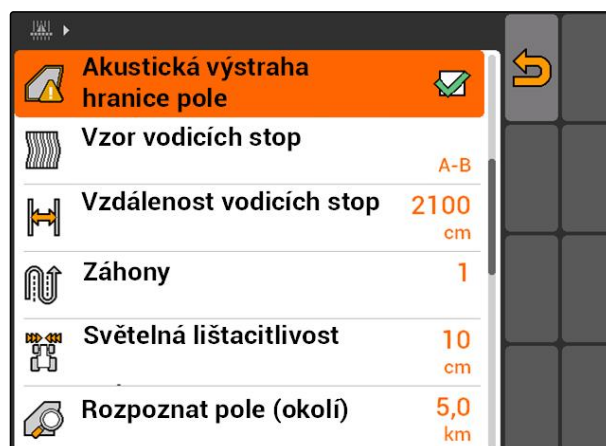 Akustická výstraha
hranice pole
Vzor vodicích stop
A-B
Vzdálenost vodicích stop 2100
cm
Záhony 1
Světelná lištacitlivost 10
cm
Rozpoznat pole (okolí) 5,0
km